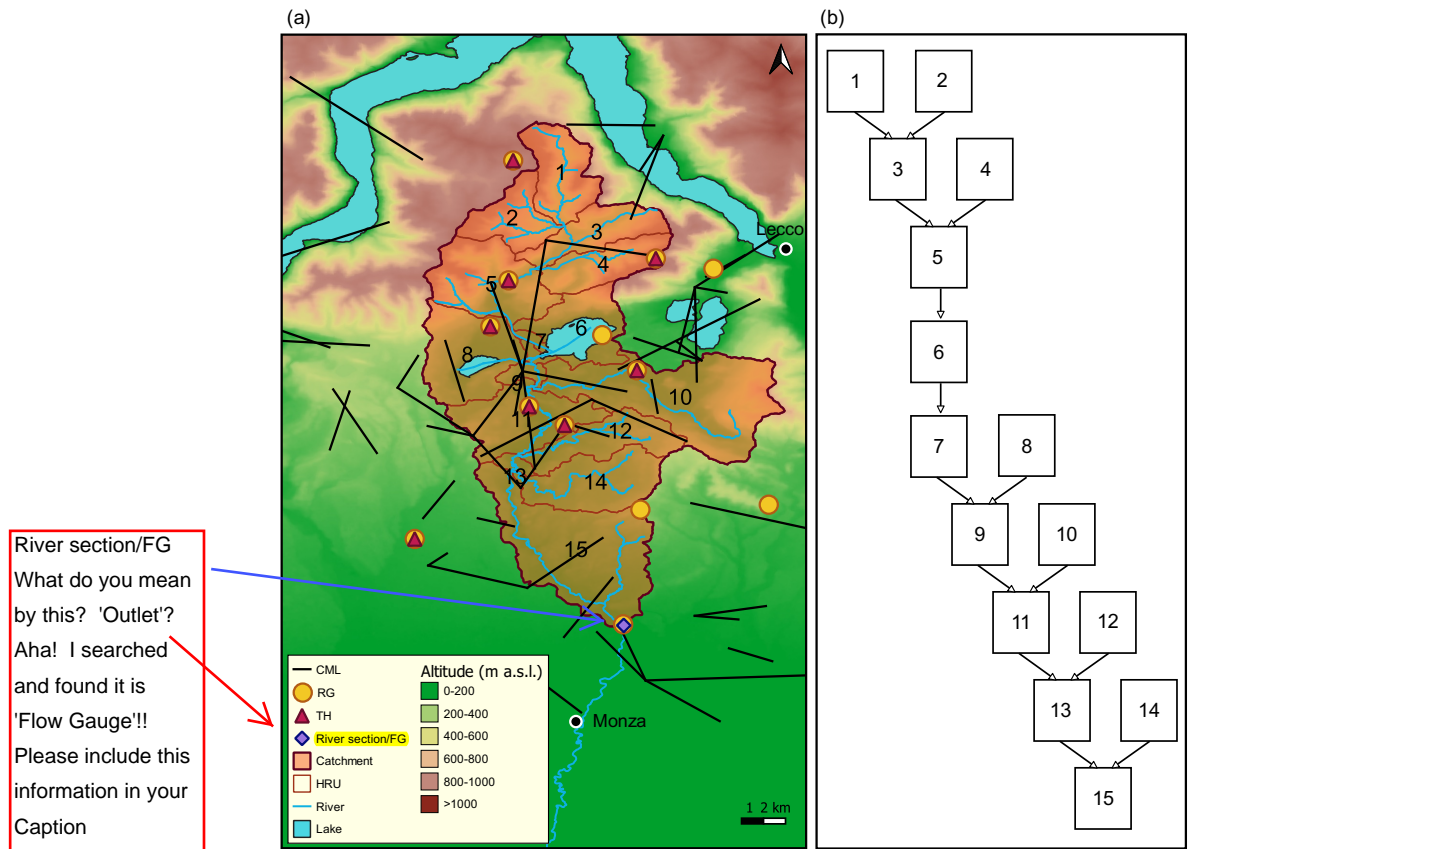 (a)
(b)
1
2
3
4
5
6
7
8
9
10
11
12
13
14
15
Lecco
Monza
River section/FG
What do you mean
by this? 'Outlet'?
Aha! I searched
and found it is
'Flow Gauge'!!
Please include this
information in your
Caption
CML
RG
TH
River section/FG
Catchment
HRU
River
Lake
Altitude (m a.s.l.)
0-200
200-400
400-600
600-800
800-1000
>1000
1 2 km
1
2
3
4
5
6
7
8
9
10
11
12
13
14
15